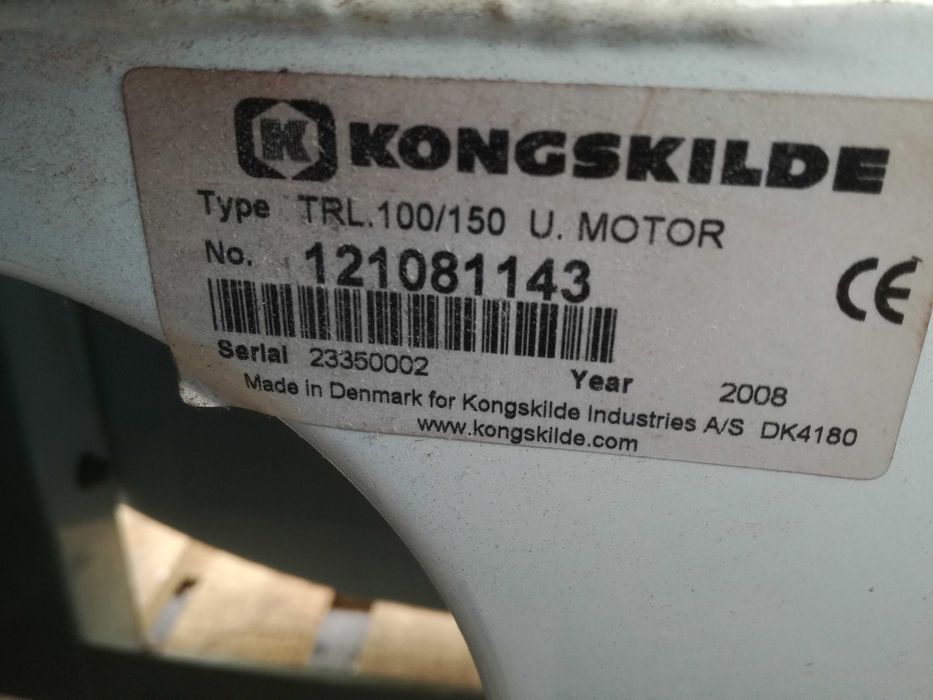 K KONGSKILDE
Type TRL.100/150 U. MOTOR
No. 121081143
CE
Serial 23350002 Year 2008
Made in Denmark for Kongskilde Industries A/S DK4180
www.kongskilde.com